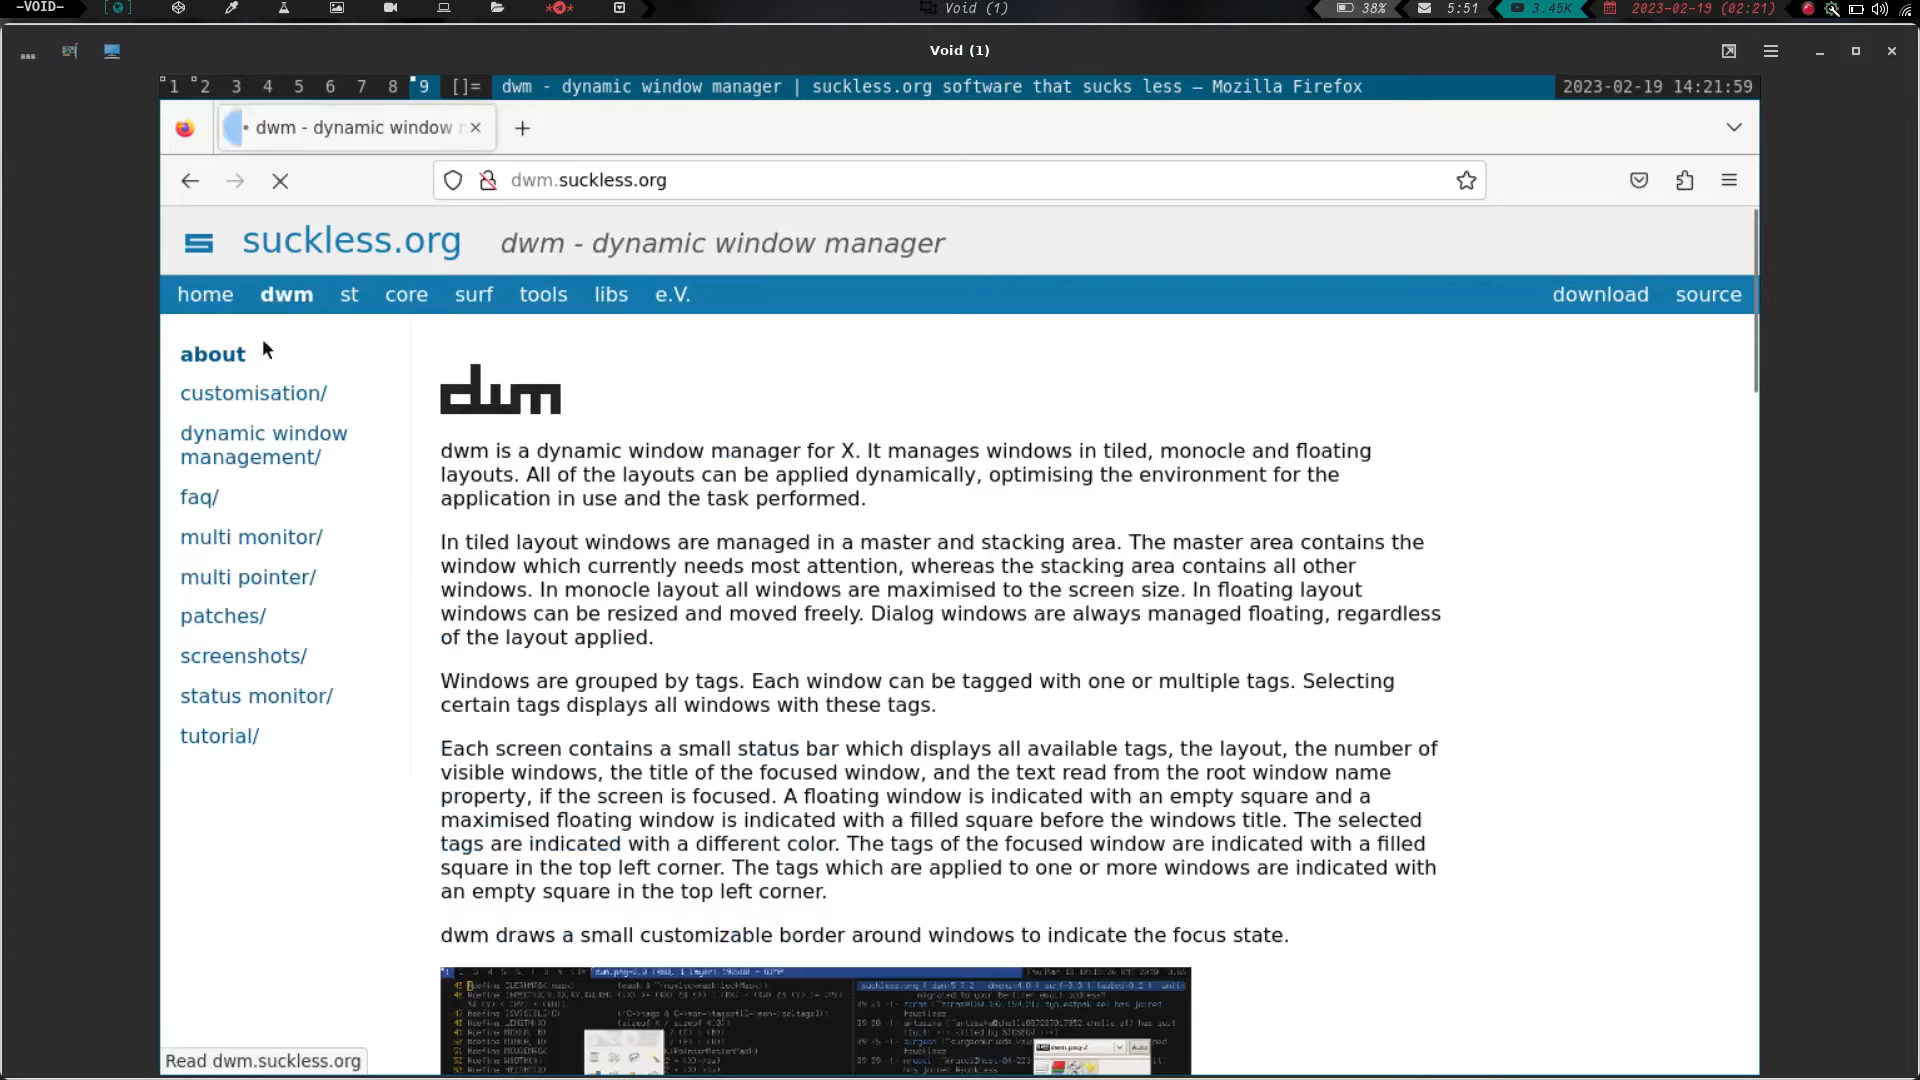 -VOID-
Void (1)
38%
5:51
3.45K
2023-02-19 (02:21)
Void (1)
1 2 3 4 5 6 7 8 9 []= dwm - dynamic window manager | suckless.org software that sucks less — Mozilla Firefox 2023-02-19 14:21:59
dwm - dynamic window
dwm.suckless.org
suckless.org dwm - dynamic window manager
home dwm st core surf tools libs e.V. download source
about
customisation/
dynamic window
management/
faq/
multi monitor/
multi pointer/
patches/
screenshots/
status monitor/
tutorial/
dwm
dwm is a dynamic window manager for X. It manages windows in tiled, monocle and floating
layouts. All of the layouts can be applied dynamically, optimising the environment for the
application in use and the task performed.
In tiled layout windows are managed in a master and stacking area. The master area contains the
window which currently needs most attention, whereas the stacking area contains all other
windows. In monocle layout all windows are maximised to the screen size. In floating layout
windows can be resized and moved freely. Dialog windows are always managed floating, regardless
of the layout applied.
Windows are grouped by tags. Each window can be tagged with one or multiple tags. Selecting
certain tags displays all windows with these tags.
Each screen contains a small status bar which displays all available tags, the layout, the number of
visible windows, the title of the focused window, and the text read from the root window name
property, if the screen is focused. A floating window is indicated with an empty square and a
maximised floating window is indicated with a filled square before the windows title. The selected
tags are indicated with a different color. The tags of the focused window are indicated with a filled
square in the top left corner. The tags which are applied to one or more windows are indicated with
an empty square in the top left corner.
dwm draws a small customizable border around windows to indicate the focus state.
Read dwm.suckless.org